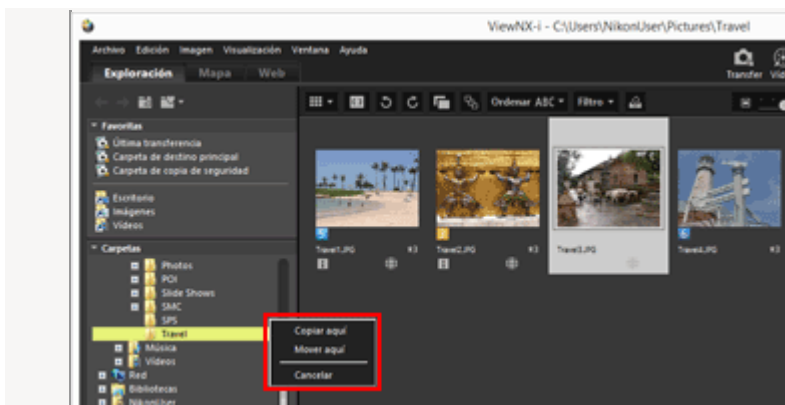 ViewNX-i - C:\Users\NikonUser\Pictures\Travel
Archivo Edición Imagen Visualización Ventana Ayuda
Exploración Mapa Web
Transfer
Ordenar ABC Filtro
Favoritas
Última transferencia
Carpeta de destino principal
Carpeta de copia de seguridad
Escritorio
Imágenes
Vídeos
Carpetas
Photos
POI
Slide Shows
SMC
SPS
Travel
Música
Vídeos
Red
Bibliotecas
NikonUser
Travel1.JPG
Travel2.JPG
Travel3.JPG
Travel4.JPG
Copiar aquí
Mover aquí
Cancelar